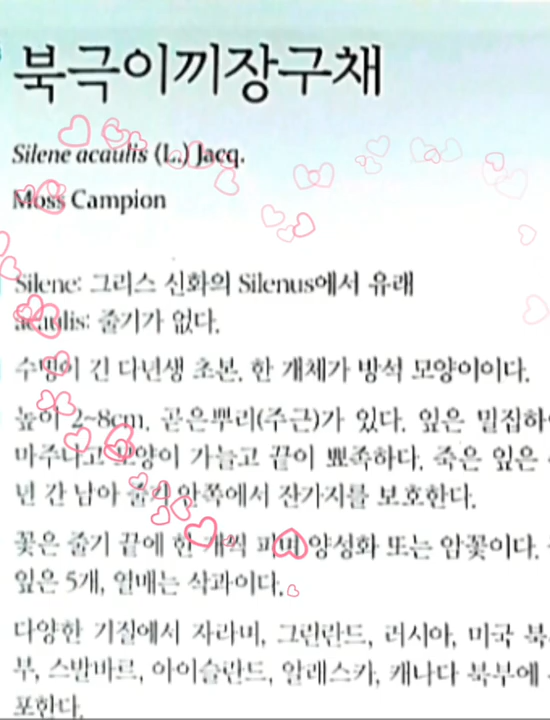 북극이끼장구채
Silene acaulis (L.) Jacq.
Moss Campion
Silene: 그리스 신화의 Silenus에서 유래
acaulis: 줄기가 없다.
수명이 긴 다년생 초본. 한 개체가 방석 모양이이다.
높이 2~8cm. 곧은뿌리(주근)가 있다. 잎은 밀집하
마주나고 모양이 가늘고 끝이 뾰족하다. 죽은 잎은
년 간 남아 줄기 안쪽에서 잔가지를 보호한다.
꽃은 줄기 끝에 한 개씩 피며 양성화 또는 암꽃이다.
잎은 5개, 열매는 삭과이다.
다양한 기질에서 자라며, 그린란드, 러시아, 미국 북
부, 스발바르, 아이슬란드, 알래스카, 캐나다 북부에
포한다.